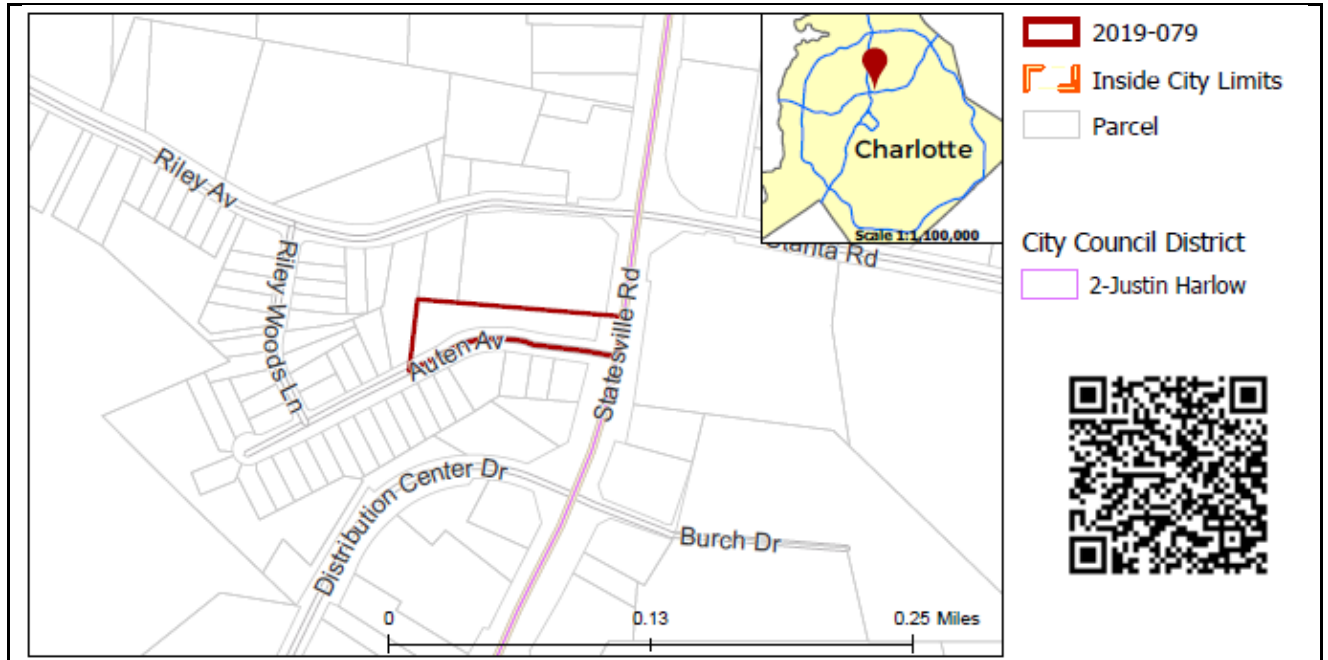 2019-079
Inside City Limits
Parcel
City Council District
2-Justin Harlow
Charlotte
Scale 1:1,100,000
Riley Av
Riley Woods Ln
Auten Av
Statesville Rd
Distribution Center Dr
Burch Dr
Rd
0
0.13
0.25 Miles